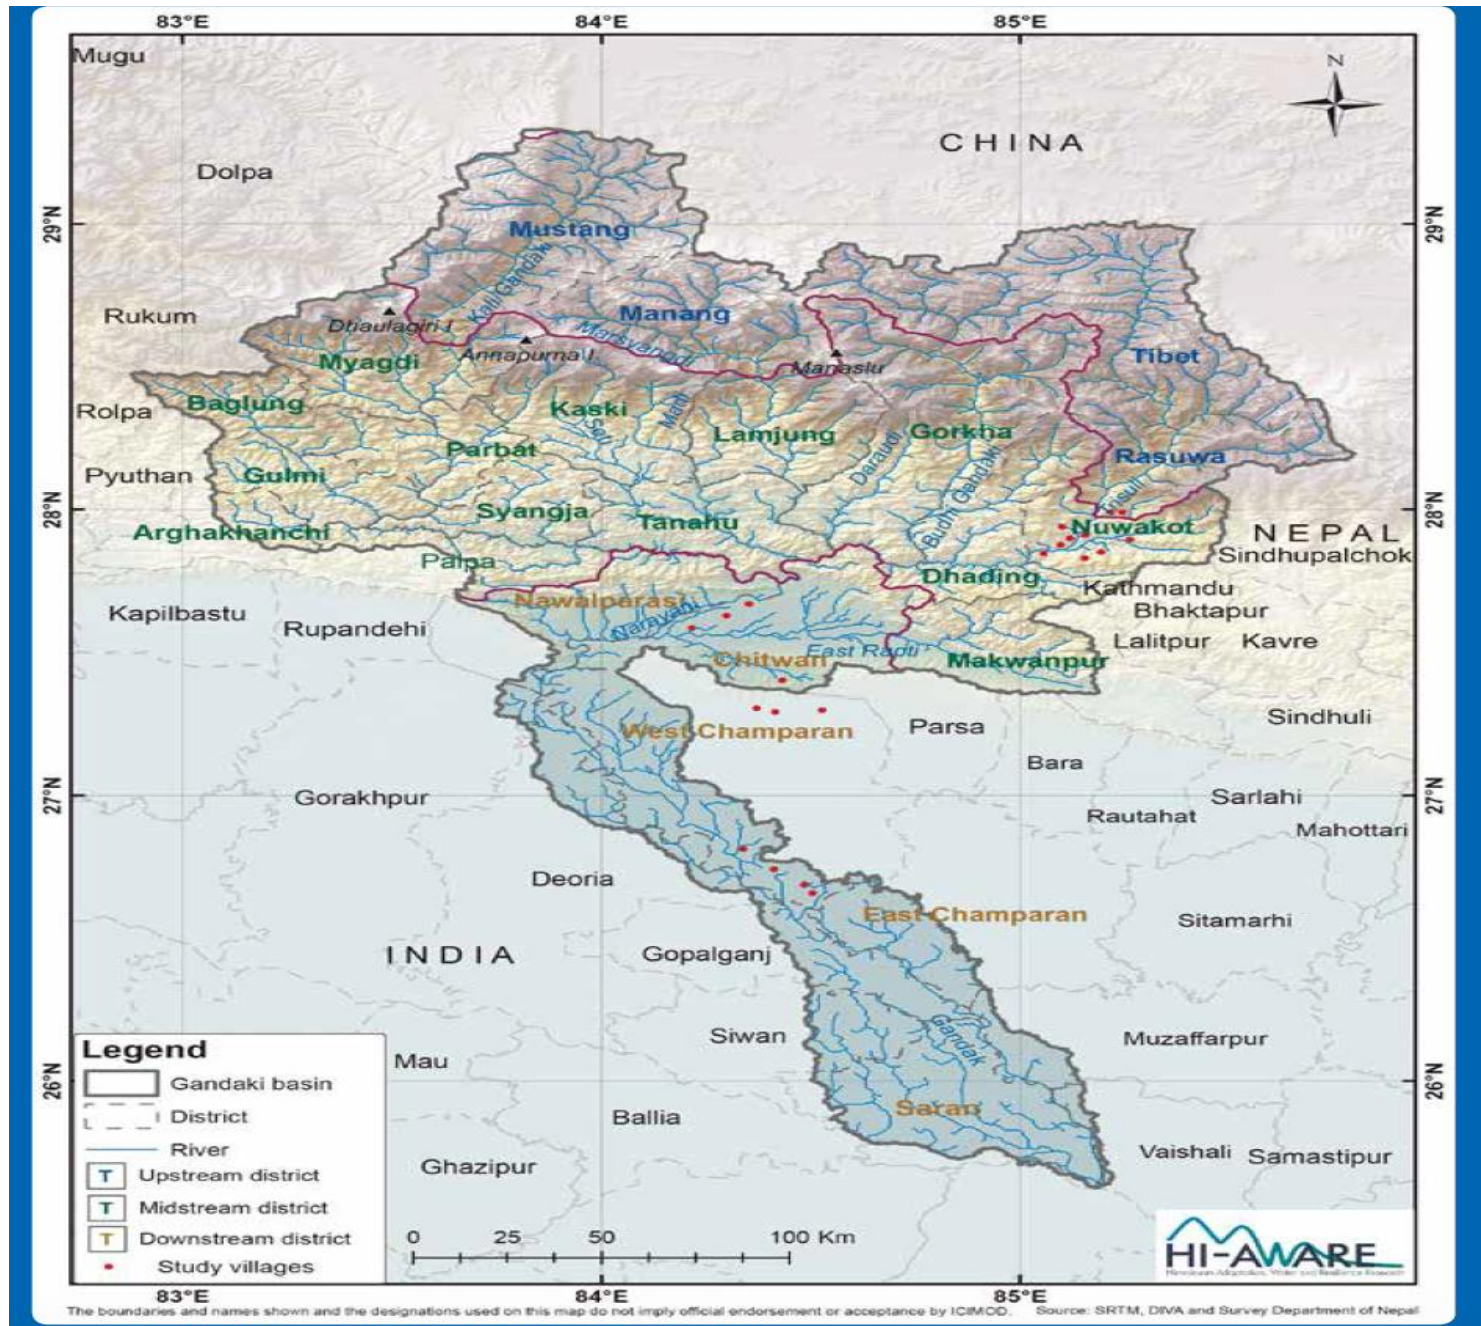 83°E 84°E 85°E
Mugu
N
CHINA
Dolpa
29°N 29°N
Mustang
Kali Gandaki
Rukum
Manang
Dhaulagiri I
Marsyangdi
Annapurna I
Tibet
Myagdi
Manaslu
Rolpa
Baglung
Kaski
Madi
Seti
Lamjung
Gorkha
Daraudi
Parbat
Rasuwa
Pyuthan
Gulmi
Budhi Gandaki
Trisuli
28°N 28°N
Syangja
Tanahu
Nuwakot
NEPAL
Arghakhanchi
Sindhupalchok
Palpa
Dhading
Kathmandu
Nawalparasi
Bhaktapur
Kapilbastu
Narayani
Rupandehi
Lalitpur Kavre
East Rapti
Chitwan
Makwanpur
Sindhuli
West Champaran
Parsa
Bara
27°N 27°N
Gorakhpur
Sarlahi
Rautahat
Mahottari
Deoria
East Champaran
Sitamarhi
INDIA
Gopalganj
Siwan
Gandak
Muzaffarpur
Legend
Mau
Gandaki basin
26°N 26°N
District
Ballia
Saran
River
Vaishali Samastipur
Ghazipur
T Upstream district
T Midstream district
T Downstream district
Study villages
0 25 50 100 Km
HI-AWARE
Himalayan Adaptation, Water and Resilience Research
83°E 84°E 85°E
The boundaries and names shown and the designations used on this map do not imply official endorsement or acceptance by ICIMOD. Source: SRTM, DIVA and Survey Department of Nepal